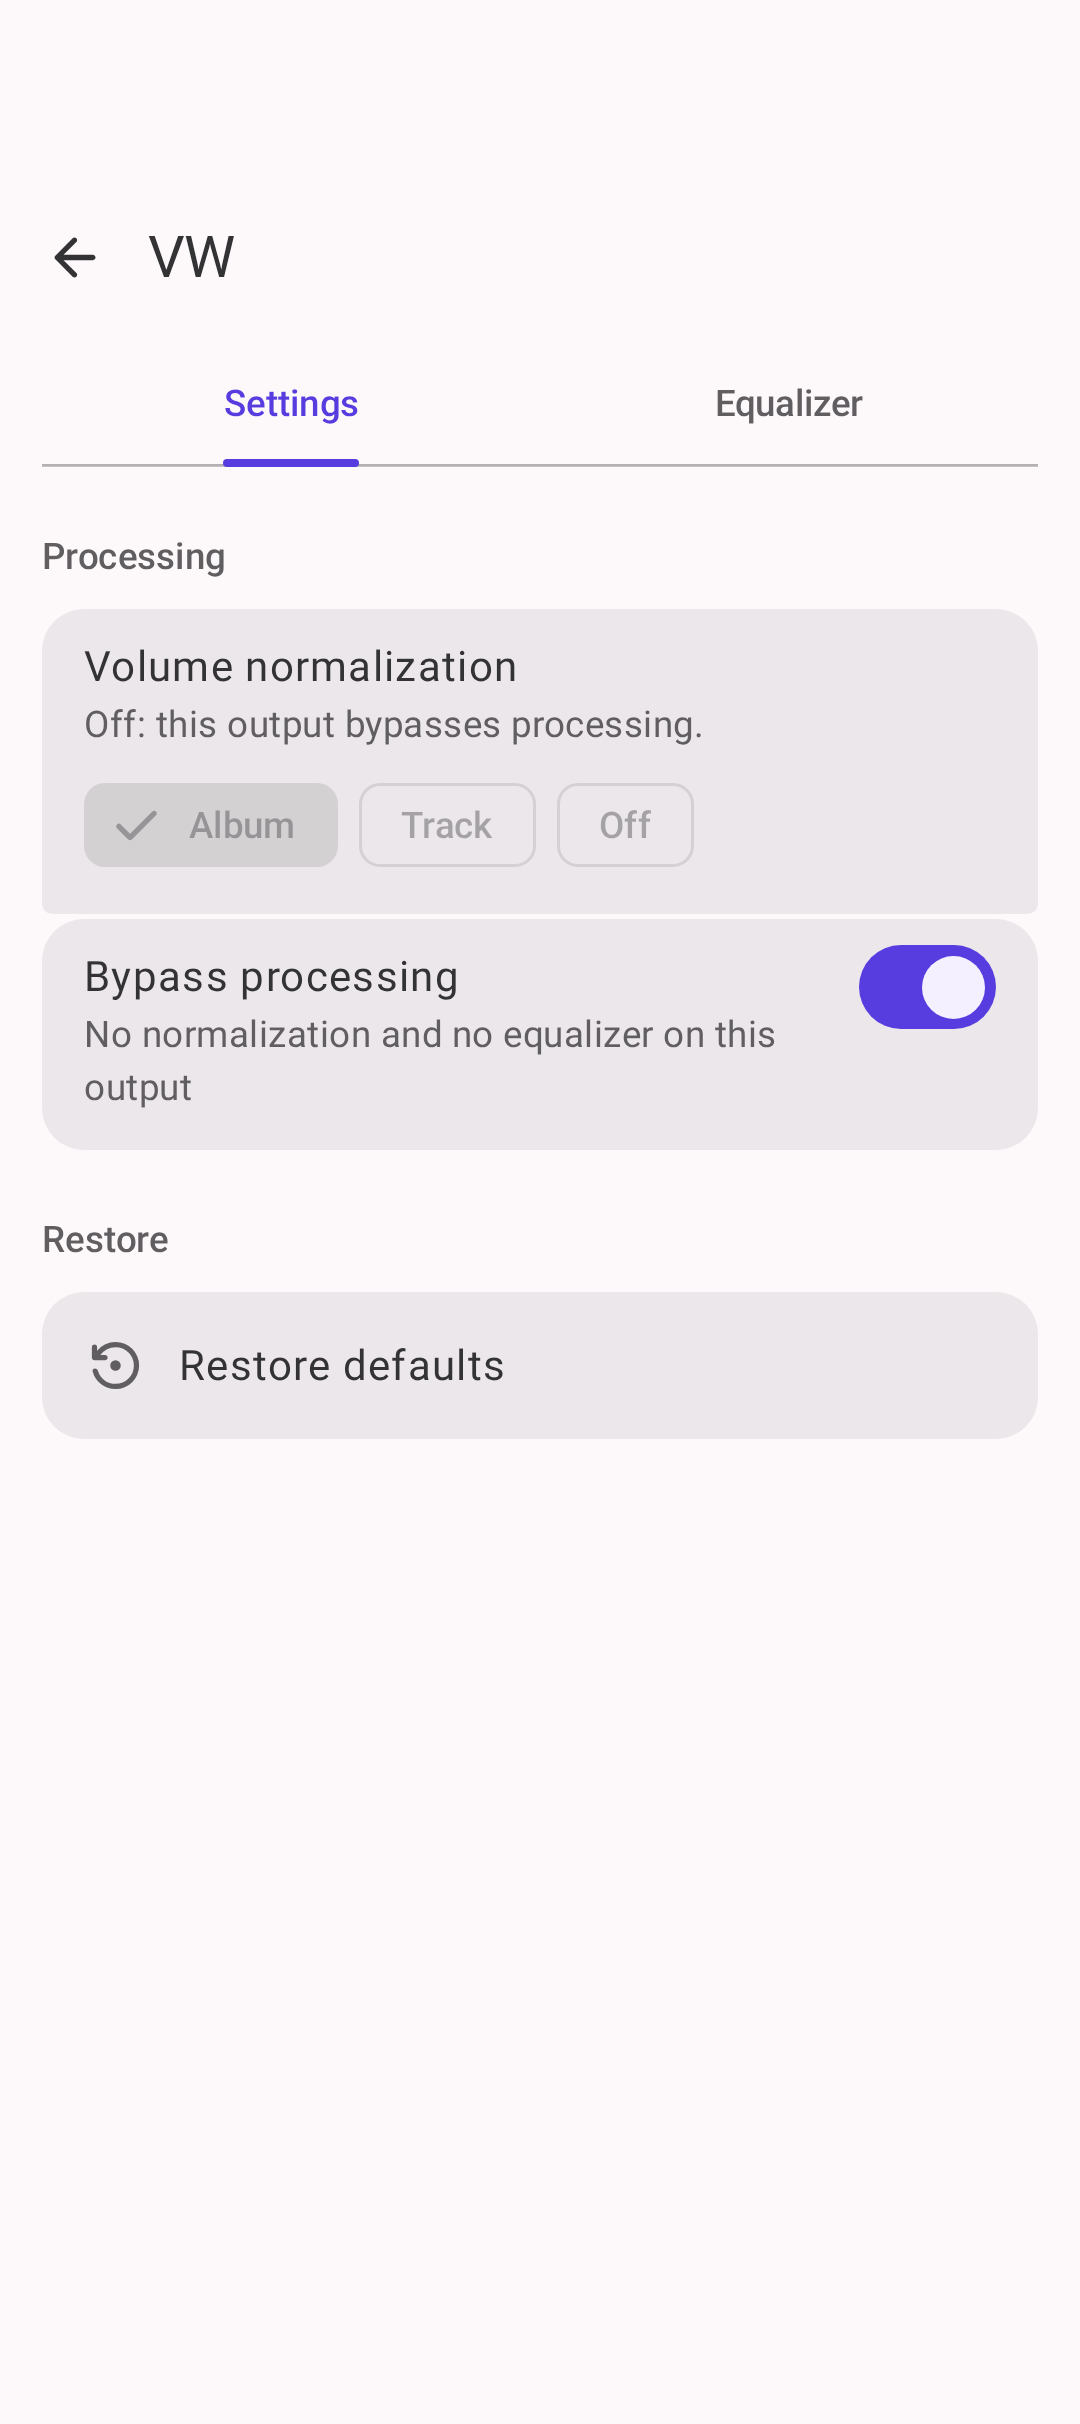 VW
Settings
Equalizer
Processing
Volume normalization
Off: this output bypasses processing.
Album
Track
Off
Bypass processing
No normalization and no equalizer on this
output
Restore
Restore defaults